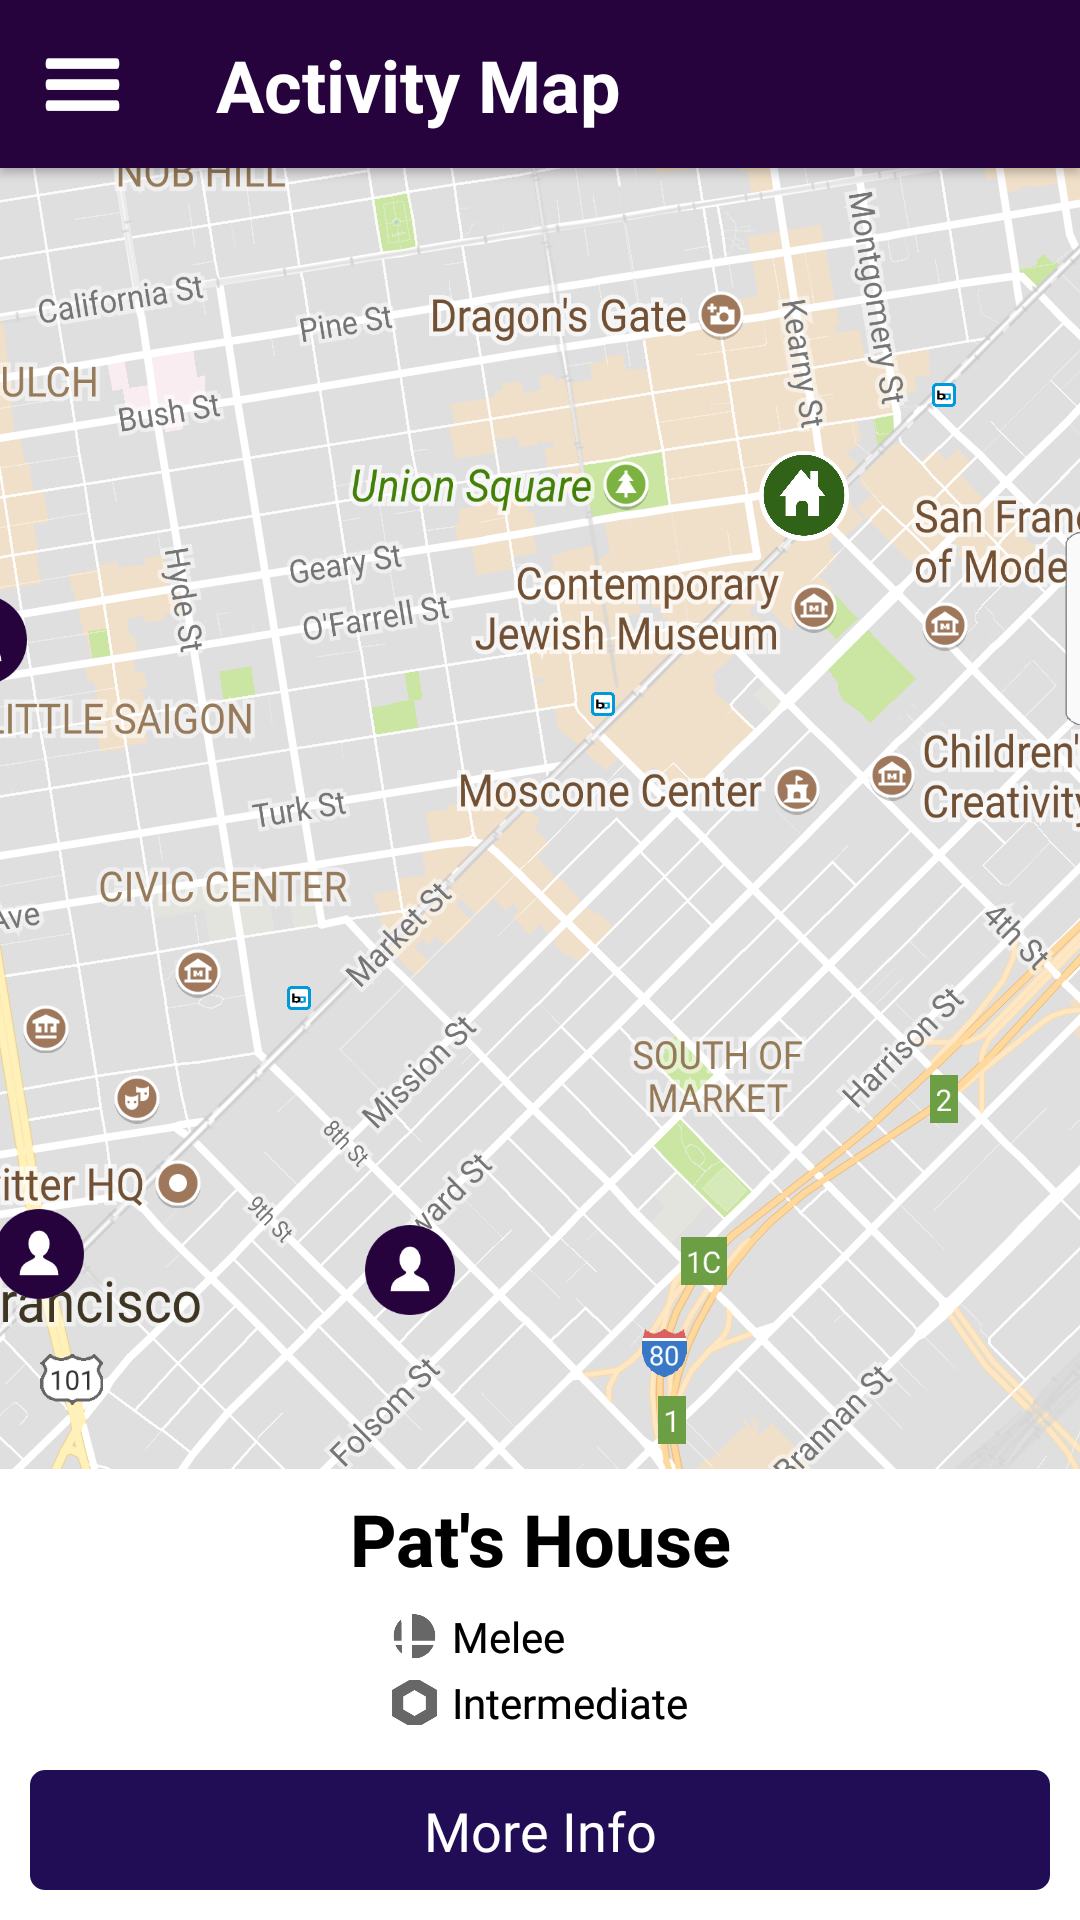 Activity Map
NOB HILL
Montgomery St
California St
Pine St
Dragon's Gate
Kearny St
ULCH
Bush St
Union Square
San Fran
of Mode
Hyde St
Geary St
Contemporary
Jewish Museum
O'Farrell St
LITTLE SAIGON
Children'
Creativity
Moscone Center
Turk St
CIVIC CENTER
Market St
Ave
4th St
Harrison St
Mission St
SOUTH OF
MARKET
2
8th St
itter HQ
ward St
9th St
1C
rancisco
80
101
Folsom St
1
Brannan St
Pat's House
Melee
Intermediate
More Info